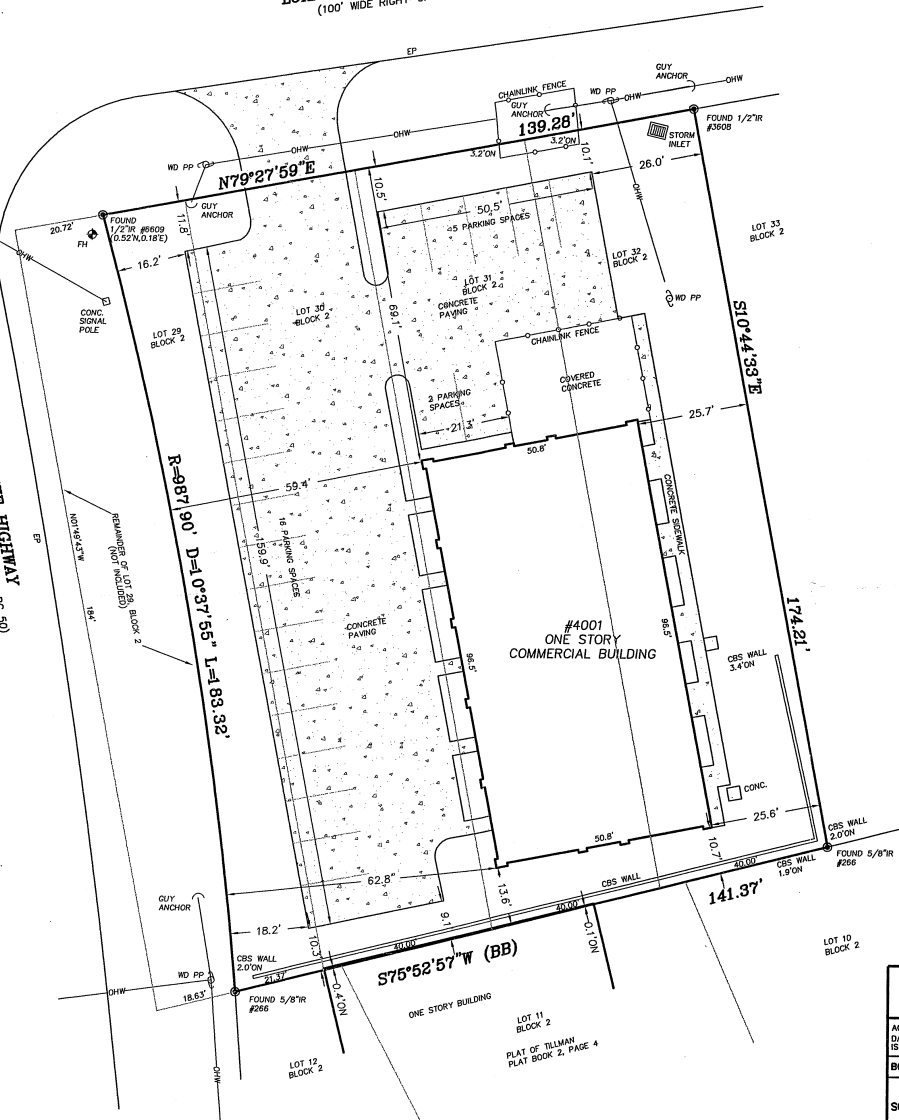 (100' WIDE RIGHT
EP
GUY
ANCHOR
OHW
CHAINLINK FENCE
WD PP
OHW
GUY
ANCHOR
139.28'
FOUND 1/2"IR
#3608
OHW
3.2'ON
3.2'ON
10.1'
STORM
INLET
WD PP
OHW
N79°27'59"E
10.5'
26.0'
OHW
GUY
ANCHOR
20.72'
FOUND
1/2"IR #6609
(0.52'N,0.18'E)
FH
11.8'
50.5'
5 PARKING SPACES
LOT 33
BLOCK 2
OHW
16.2'
LOT 32
BLOCK 2
LOT 31
BLOCK 2
WD PP
CONC.
SIGNAL
POLE
LOT 29
BLOCK 2
LOT 30
BLOCK 2
69.1'
CONCRETE
PAVING
CHAINLINK FENCE
S10°44'33"E
COVERED
CONCRETE
2 PARKING
SPACES
21.3'
25.7'
50.8'
R=987.90' D=10°37'55" L=183.32'
59.4'
HIGHWAY
EP
N01°49'43"W
184'
REMAINDER OF LOT 29, BLOCK 2
(NOT INCLUDED)
16 PARKING SPACES
159.9'
CONCRETE SIDEWALK
CONCRETE
PAVING
96.5'
#4001
ONE STORY
COMMERCIAL BUILDING
96.5'
174.21'
CBS WALL
3.4'ON
CONC.
25.6'
50.8'
10.7'
CBS WALL
2.0'ON
FOUND 5/8"IR
#266
40.00'
CBS WALL
1.9'ON
CBS WALL
62.8'
13.6'
141.37'
GUY
ANCHOR
40.00'
18.2'
9.1'
10.3'
0.1'ON
40.00'
LOT 10
BLOCK 2
CBS WALL
2.0'ON
S75°52'57"W (BB)
WD PP
21.37'
OHW
18.63'
FOUND 5/8"IR
#266
0.4'ON
ONE STORY BUILDING
LOT 11
BLOCK 2
PLAT OF TILLMAN
PLAT BOOK 2, PAGE 4
LOT 12
BLOCK 2
OHW